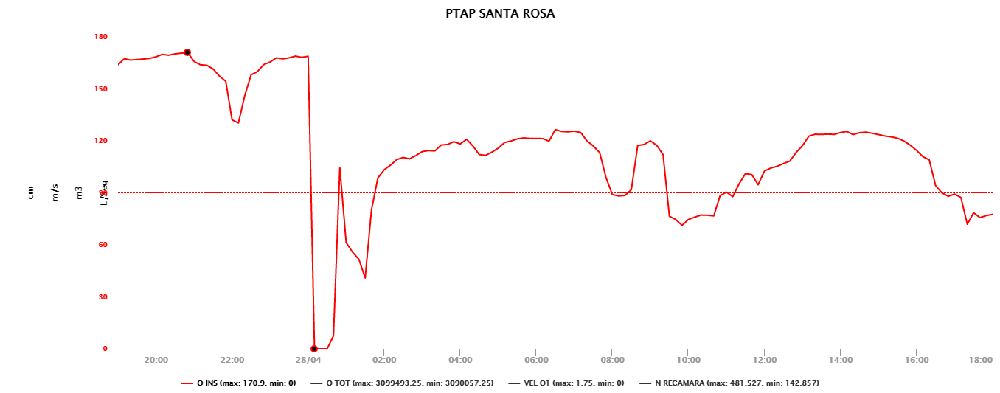 PTAP SANTA ROSA
180
150
120
90
60
30
0
cm
m/s
m3
L/seg
20:00 22:00 28/04 02:00 04:00 06:00 08:00 10:00 12:00 14:00 16:00 18:00
Q INS (max: 170.9, min: 0) Q TOT (max: 3099493.25, min: 3090057.25) VEL Q1 (max: 1.75, min: 0) N RECAMARA (max: 481.527, min: 142.857)